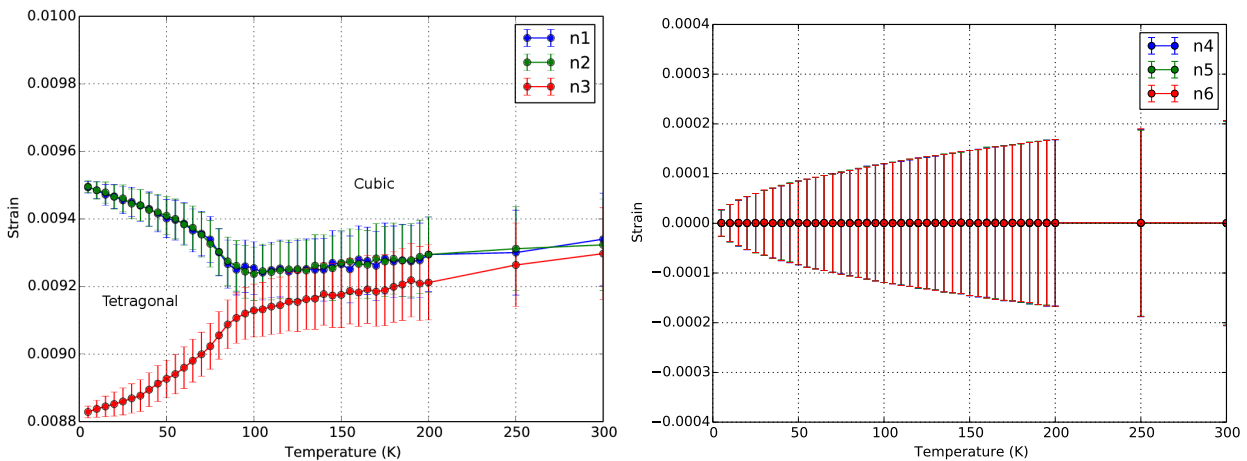 0.0100
0.0098
0.0096
0.0094
0.0092
0.0090
0.0088
Strain
0 50 100 150 200 250 300
Temperature (K)
n1
n2
n3
Cubic
Tetragonal
0.0004
0.0003
0.0002
0.0001
0.0000
−0.0001
−0.0002
−0.0003
−0.0004
Strain
0 50 100 150 200 250 300
Temperature (K)
n4
n5
n6